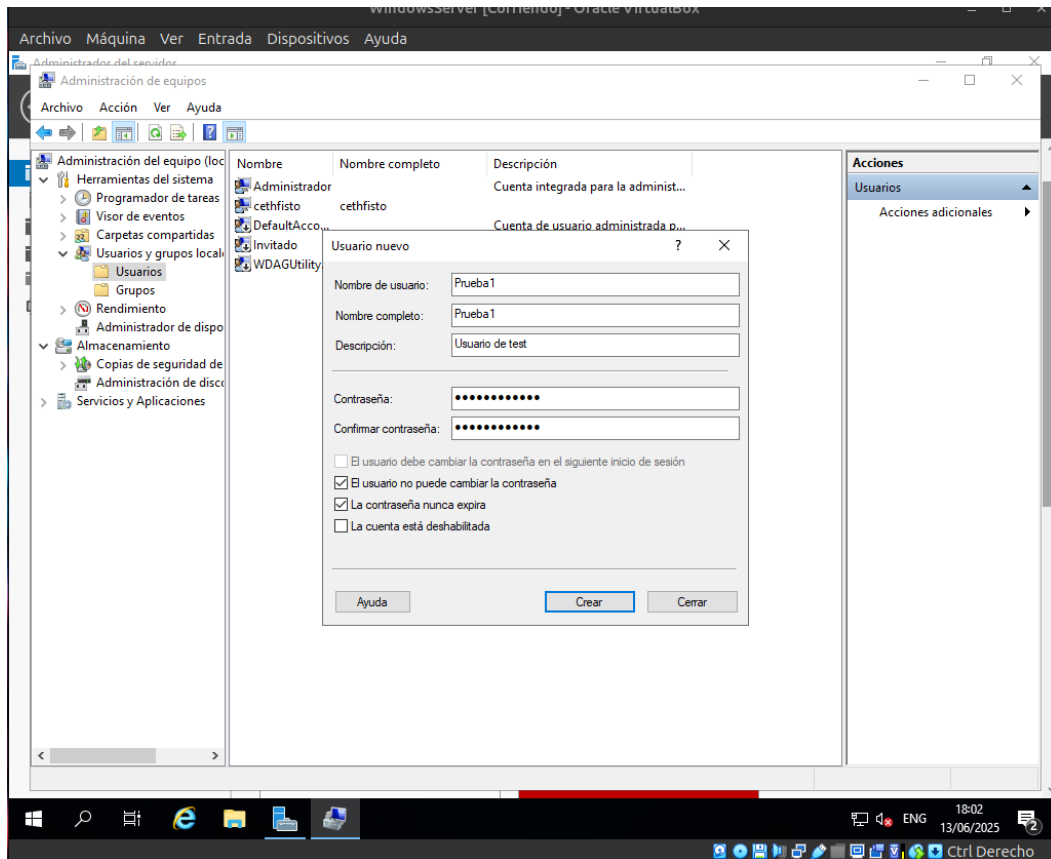 WindowsServer [Corriendo] - Oracle VirtualBox
Archivo Máquina Ver Entrada Dispositivos Ayuda
Administrador del servidor
Administración de equipos
Archivo Acción Ver Ayuda
Administración del equipo (loc
Herramientas del sistema
Programador de tareas
Visor de eventos
Carpetas compartidas
Usuarios y grupos locale
Usuarios
Grupos
Rendimiento
Administrador de dispo
Almacenamiento
Copias de seguridad de
Administración de disco
Servicios y Aplicaciones
Nombre Nombre completo Descripción
Administrador Cuenta integrada para la administ...
cethfisto cethfisto
DefaultAcco... Cuenta de usuario administrada p...
Invitado
WDAGUtility
Usuario nuevo ? ×
Nombre de usuario: Prueba1
Nombre completo: Prueba1
Descripción: Usuario de test
Contraseña: ●●●●●●●●●●●●
Confirmar contraseña: ●●●●●●●●●●●●
El usuario debe cambiar la contraseña en el siguiente inicio de sesión
El usuario no puede cambiar la contraseña
La contraseña nunca expira
La cuenta está deshabilitada
Ayuda Crear Cerrar
Acciones
Usuarios
Acciones adicionales
ENG 18:02
13/06/2025
2
Ctrl Derecho